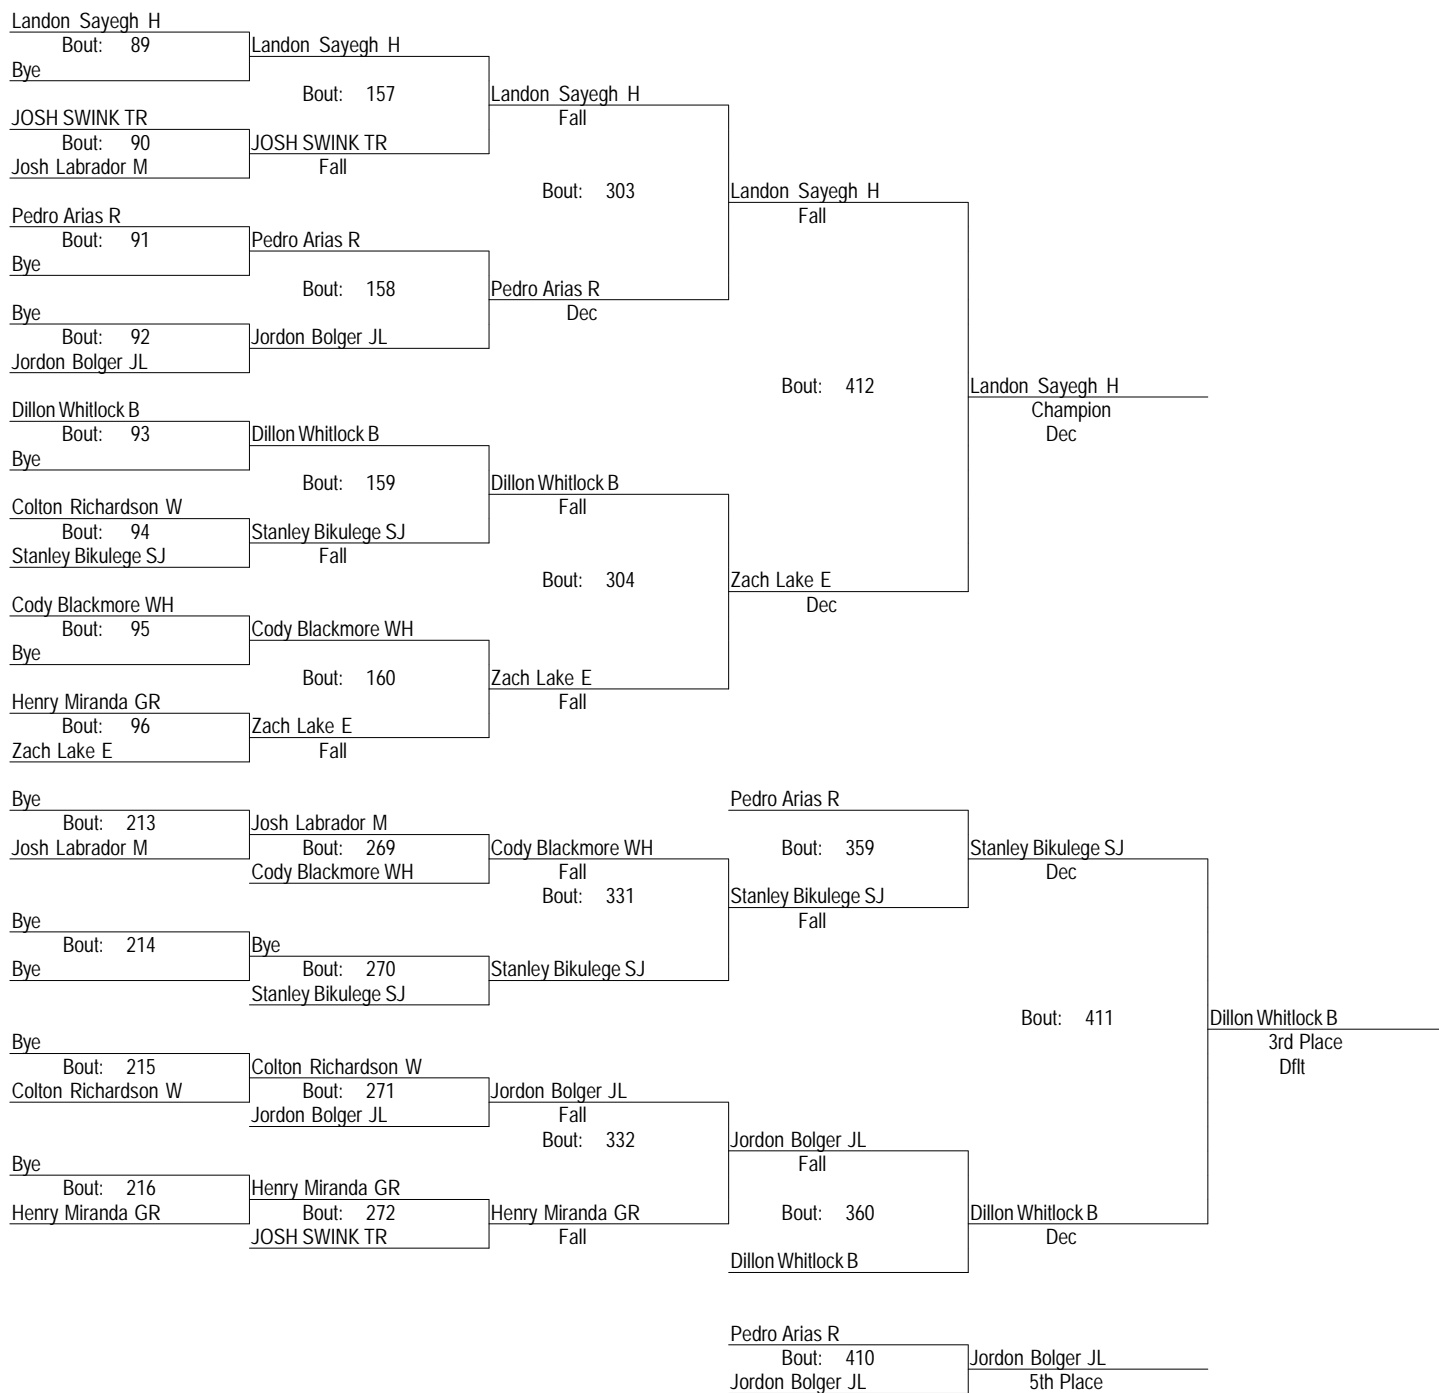 Landon Sayegh H
Bout: 89
Landon Sayegh H
Bye
Bout: 157
Landon Sayegh H
Fall
JOSH SWINK TR
Bout: 90
JOSH SWINK TR
Josh Labrador M
Fall
Bout: 303
Landon Sayegh H
Fall
Pedro Arias R
Bout: 91
Pedro Arias R
Bye
Bout: 158
Pedro Arias R
Dec
Bye
Bout: 92
Jordon Bolger JL
Jordon Bolger JL
Bout: 412
Landon Sayegh H
Champion
Dec
Dillon Whitlock B
Bout: 93
Dillon Whitlock B
Bye
Bout: 159
Dillon Whitlock B
Fall
Colton Richardson W
Bout: 94
Stanley Bikulege SJ
Stanley Bikulege SJ
Fall
Bout: 304
Zach Lake E
Dec
Cody Blackmore WH
Bout: 95
Cody Blackmore WH
Bye
Bout: 160
Zach Lake E
Fall
Henry Miranda GR
Bout: 96
Zach Lake E
Zach Lake E
Fall
Bye
Bout: 213
Josh Labrador M
Josh Labrador M
Bout: 269
Cody Blackmore WH
Cody Blackmore WH
Fall
Bout: 331
Pedro Arias R
Bout: 359
Stanley Bikulege SJ
Dec
Stanley Bikulege SJ
Fall
Bye
Bout: 214
Bye
Bye
Bout: 270
Stanley Bikulege SJ
Stanley Bikulege SJ
Bout: 411
Dillon Whitlock B
3rd Place
Dflt
Bye
Bout: 215
Colton Richardson W
Colton Richardson W
Bout: 271
Jordon Bolger JL
Jordon Bolger JL
Fall
Bout: 332
Jordon Bolger JL
Fall
Bye
Bout: 216
Henry Miranda GR
Henry Miranda GR
Bout: 272
Henry Miranda GR
JOSH SWINK TR
Fall
Bout: 360
Dillon Whitlock B
Dec
Dillon Whitlock B
Pedro Arias R
Bout: 410
Jordon Bolger JL
Jordon Bolger JL
5th Place